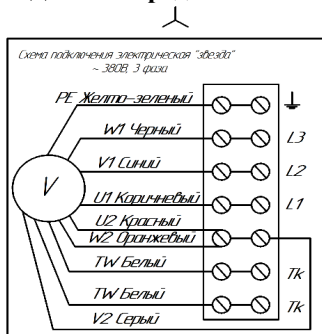 Схема подключения электрическая "звезда"
~ 380В, 3 фаза
PE Желто-зеленый
W1 Черный L3
V1 Синий L2
V
U1 Коричневый L1
U2 Красный
W2 Оранжевый
TW Белый Tk
TW Белый Tk
V2 Серый